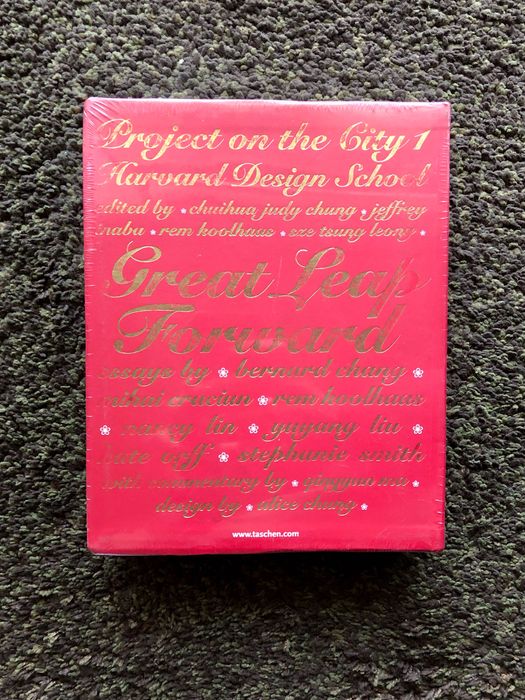 Project on the City 1
Harvard Design School
edited by * chuihua judy chung * jeffrey
inaba * rem koolhaas * sze tsung leong *
Great Leap
Forward
essays by * bernard chang *
mihai craciun * rem koolhaas
* nancy lin * yuyang liu *
kate orff * stephanie smith
with commentary by * qingyun ma *
design by * alice chung *
www.taschen.com